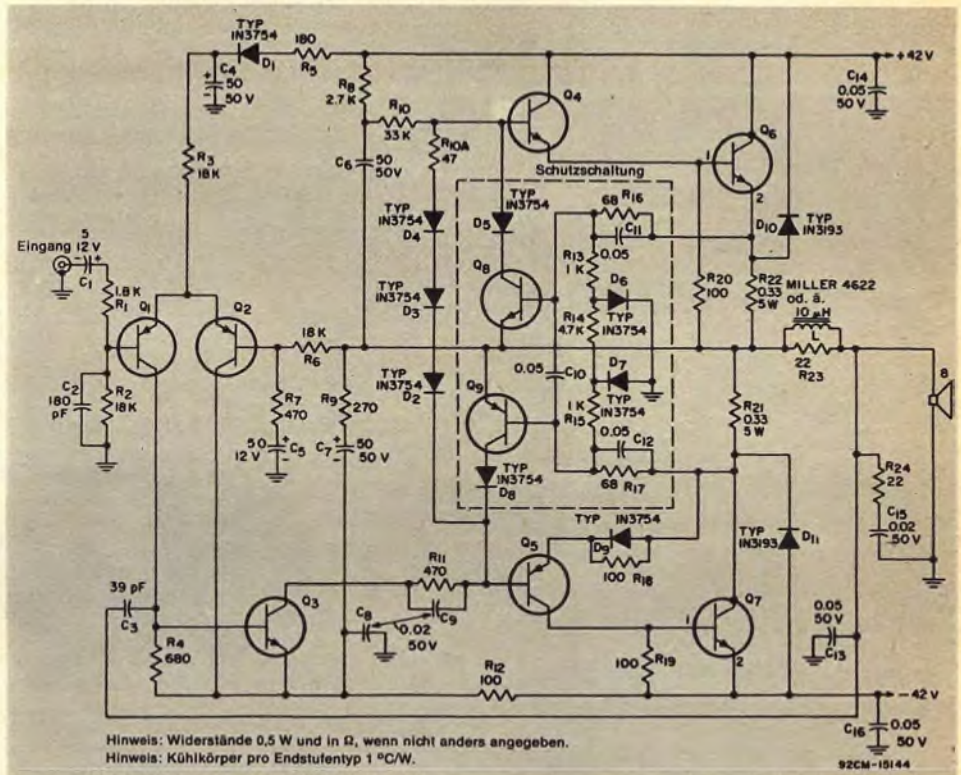 TYP
1N3754
D1
180
R5
C4
50
50 V
R8
2.7 K
R10
33 K
Q4
+42V
C14
0.05
50 V
Q6
1
2
R10A
47
C6
50
50V
R3
18K
Schutzschaltung
TYP
1N3754
D5
68
R16
C11
0.05
D10
TYP
1N3193
TYP
1N3754
D4
Eingang
5
12 V
C1
1.8 K
R1
R13
1 K
D6
R20
100
R22
0.33
5 W
MILLER 4622
od. ä.
10 µH
L
22
R23
TYP
1N3754
D3
Q8
R14
4.7K
TYP
1N3754
Q1
Q2
18 K
R6
8
C2
180
pF
R2
18K
TYP
1N3754
D2
Q9
0.05
C10
D7
TYP
1N3754
1 K
R15
R21
0.33
5 W
R7
470
R9
270
50
12 V
C5
C7
50
50 V
0.05
C12
68
R17
TYP
1N3754
D8
R24
22
C15
0.02
50 V
TYP 1N3754
D9
100
R18
TYP
1N3193
D11
R11
470
Q5
39 pF
C3
Q3
C8
C9
0.02
50 V
Q7
1
2
R4
680
100
R19
0.05
50 V
C13
R12
100
-42 V
C16
0.05
50 V
Hinweis: Widerstände 0,5 W und in Ω, wenn nicht anders angegeben.
Hinweis: Kühlkörper pro Endstufentyp 1 °C/W.
92CM-15144